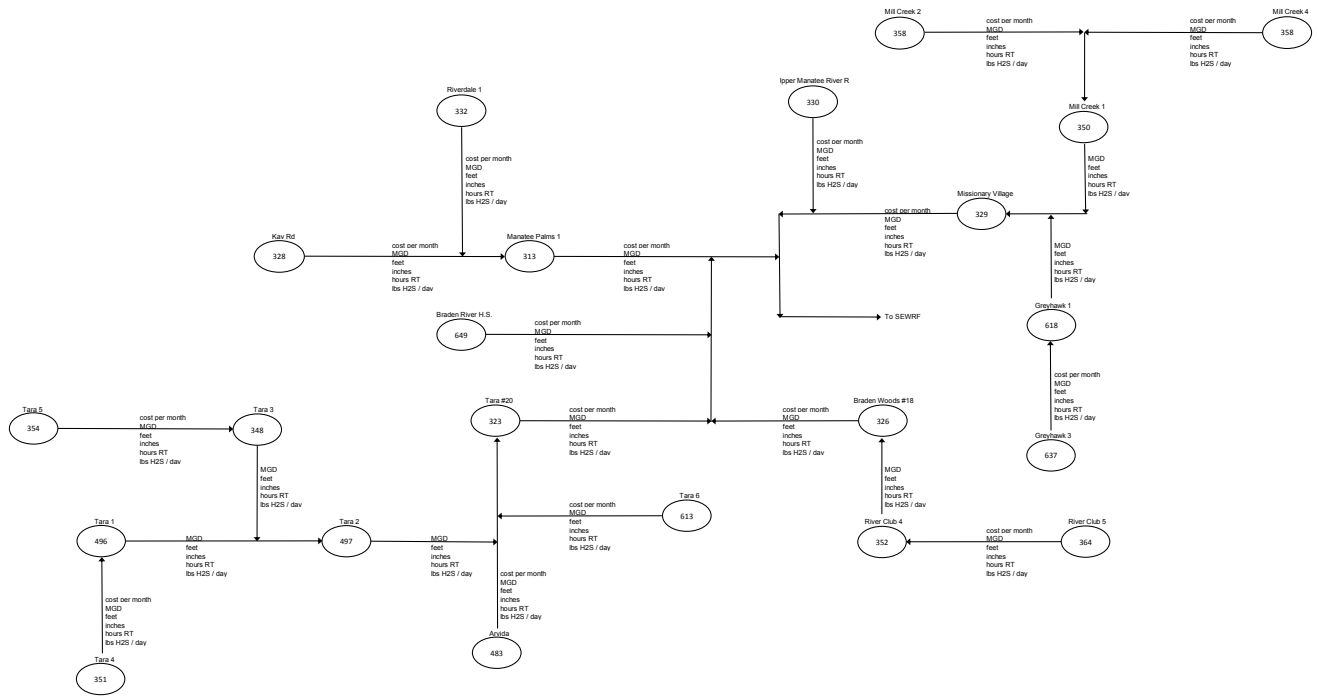 Mill Creek 2
358
cost per month
MGD
feet
inches
hours RT
lbs H2S / day
Mill Creek 4
358
cost per month
MGD
feet
inches
hours RT
lbs H2S / day
Riverdale 1
332
cost per month
MGD
feet
inches
hours RT
lbs H2S / day
Ipper Manatee River R
330
cost per month
MGD
feet
inches
hours RT
lbs H2S / day
Mill Creek 1
350
MGD
feet
inches
hours RT
lbs H2S / day
Missionary Village
329
cost per month
MGD
feet
inches
hours RT
lbs H2S / day
Kay Rd
328
cost per month
MGD
feet
inches
hours RT
lbs H2S / day
Manatee Palms 1
313
cost per month
MGD
feet
inches
hours RT
lbs H2S / day
MGD
feet
inches
hours RT
lbs H2S / day
Greyhawk 1
618
To SEWRF
Braden River H.S.
649
cost per month
MGD
feet
inches
hours RT
lbs H2S / day
cost per month
MGD
feet
inches
hours RT
lbs H2S / day
Greyhawk 3
637
Tara 5
354
cost per month
MGD
feet
inches
hours RT
lbs H2S / day
Tara 3
348
MGD
feet
inches
hours RT
lbs H2S / day
Tara #20
323
cost per month
MGD
feet
inches
hours RT
lbs H2S / day
Braden Woods #18
326
cost per month
MGD
feet
inches
hours RT
lbs H2S / day
MGD
feet
inches
hours RT
lbs H2S / day
Tara 6
613
cost per month
MGD
feet
inches
hours RT
lbs H2S / day
Tara 1
496
MGD
feet
inches
hours RT
lbs H2S / day
Tara 2
497
MGD
feet
inches
hours RT
lbs H2S / day
River Club 4
352
cost per month
MGD
feet
inches
hours RT
lbs H2S / day
River Club 5
364
cost per month
MGD
feet
inches
hours RT
lbs H2S / day
Tara 4
351
cost per month
MGD
feet
inches
hours RT
lbs H2S / day
Arvida
483